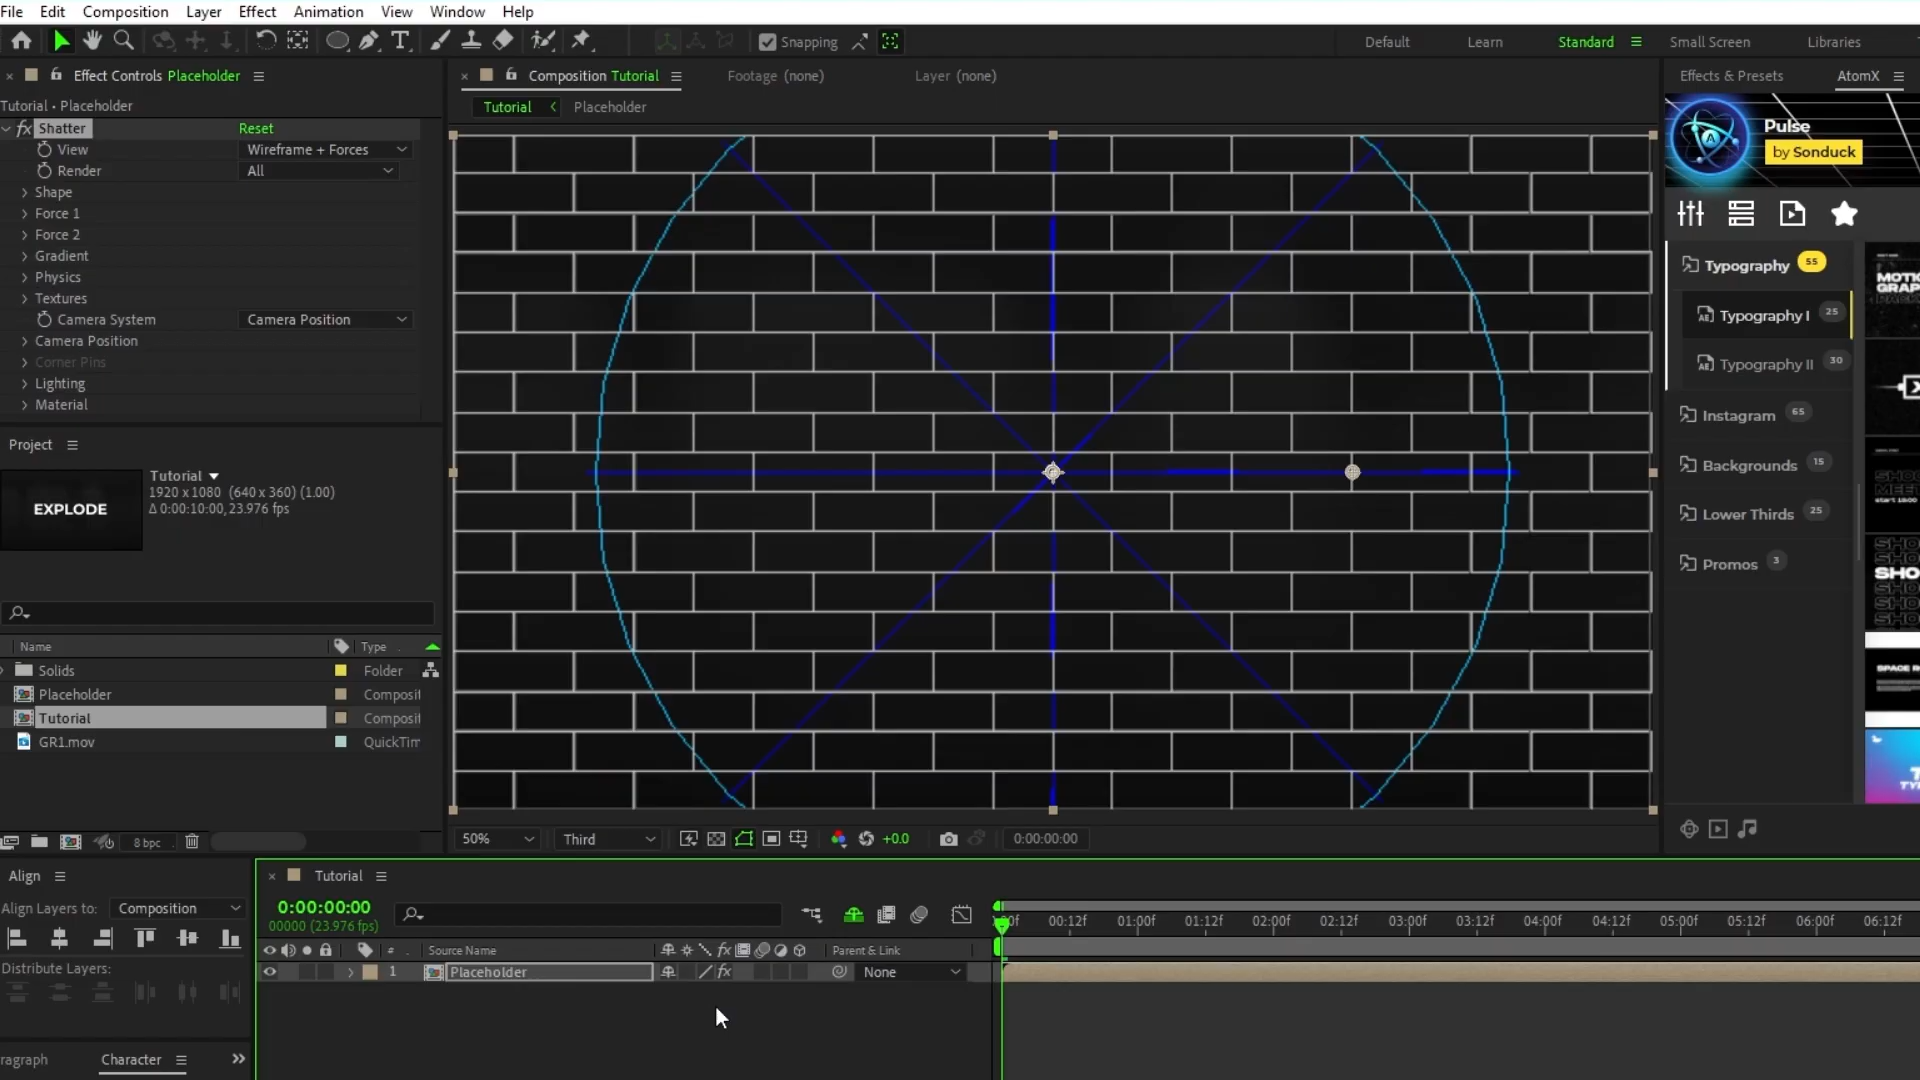 File Edit Composition Layer Effect Animation View Window Help
Snapping
Default Learn Standard Small Screen Libraries
Effect Controls Placeholder
Composition Tutorial
Footage (none)
Layer (none)
Effects & Presets
AtomX
Tutorial • Placeholder
Tutorial
Placeholder
fx Shatter Reset
View Wireframe + Forces
Render All
Shape
Force 1
Force 2
Gradient
Physics
Textures
Camera System Camera Position
Camera Position
Corner Pins
Lighting
Material
Pulse
by Sonduck
Typography 55
Typography I 25
Typography II 30
Instagram 65
Backgrounds 15
Lower Thirds 25
Promos 3
Project
EXPLODE
Tutorial
1920 x 1080 (640 x 360) (1.00)
Δ 0:00:10:00, 23.976 fps
Name Type
Solids Folder
Placeholder Composit
Tutorial Composit
GR1.mov QuickTim
8 bpc
50% Third +0.0 0:00:00:00
Align
Align Layers to: Composition
Distribute Layers:
ragraph Character
Tutorial
0:00:00:00
00000 (23.976 fps)
:00f 00:12f 01:00f 01:12f 02:00f 02:12f 03:00f 03:12f 04:00f 04:12f 05:00f 05:12f 06:00f 06:12f
# Source Name fx Parent & Link
1 Placeholder fx None